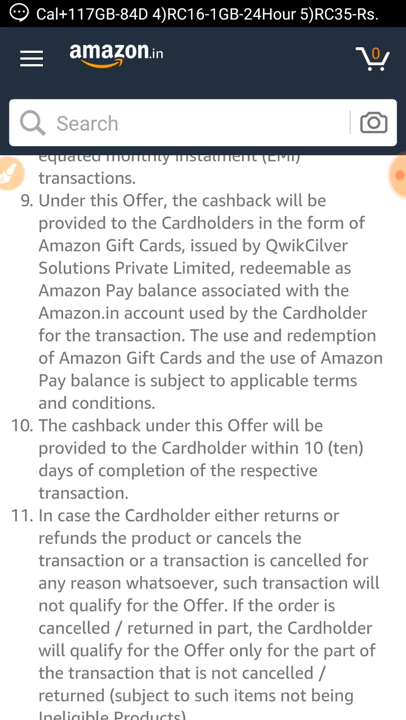 Cal+117GB-84D 4)RC16-1GB-24Hour 5)RC35-Rs.
amazon.in
0
Search
equated monthly instalment (EMI)
transactions.
9. Under this Offer, the cashback will be
provided to the Cardholders in the form of
Amazon Gift Cards, issued by QwikCilver
Solutions Private Limited, redeemable as
Amazon Pay balance associated with the
Amazon.in account used by the Cardholder
for the transaction. The use and redemption
of Amazon Gift Cards and the use of Amazon
Pay balance is subject to applicable terms
and conditions.
10. The cashback under this Offer will be
provided to the Cardholder within 10 (ten)
days of completion of the respective
transaction.
11. In case the Cardholder either returns or
refunds the product or cancels the
transaction or a transaction is cancelled for
any reason whatsoever, such transaction will
not qualify for the Offer. If the order is
cancelled / returned in part, the Cardholder
will qualify for the Offer only for the part of
the transaction that is not cancelled /
returned (subject to such items not being
Ineligible Products)